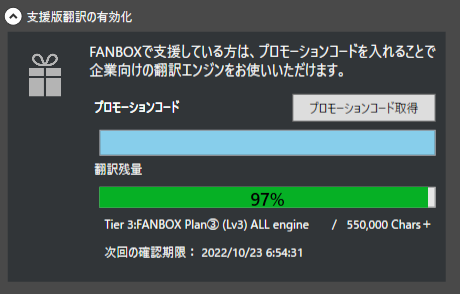 支援版翻訳の有効化
FANBOXで支援している方は、プロモーションコードを入れることで
企業向けの翻訳エンジンをお使いいただけます。
プロモーションコード
プロモーションコード取得
翻訳残量
97%
Tier 3:FANBOX Plan③ (Lv3) ALL engine / 550,000 Chars＋
次回の確認期限： 2022/10/23 6:54:31